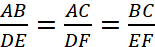 AB/DE = AC/DF = BC/EF